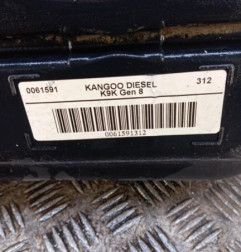 0061591 KANGOO DIESEL 312
K9K Gen 8
0061591312